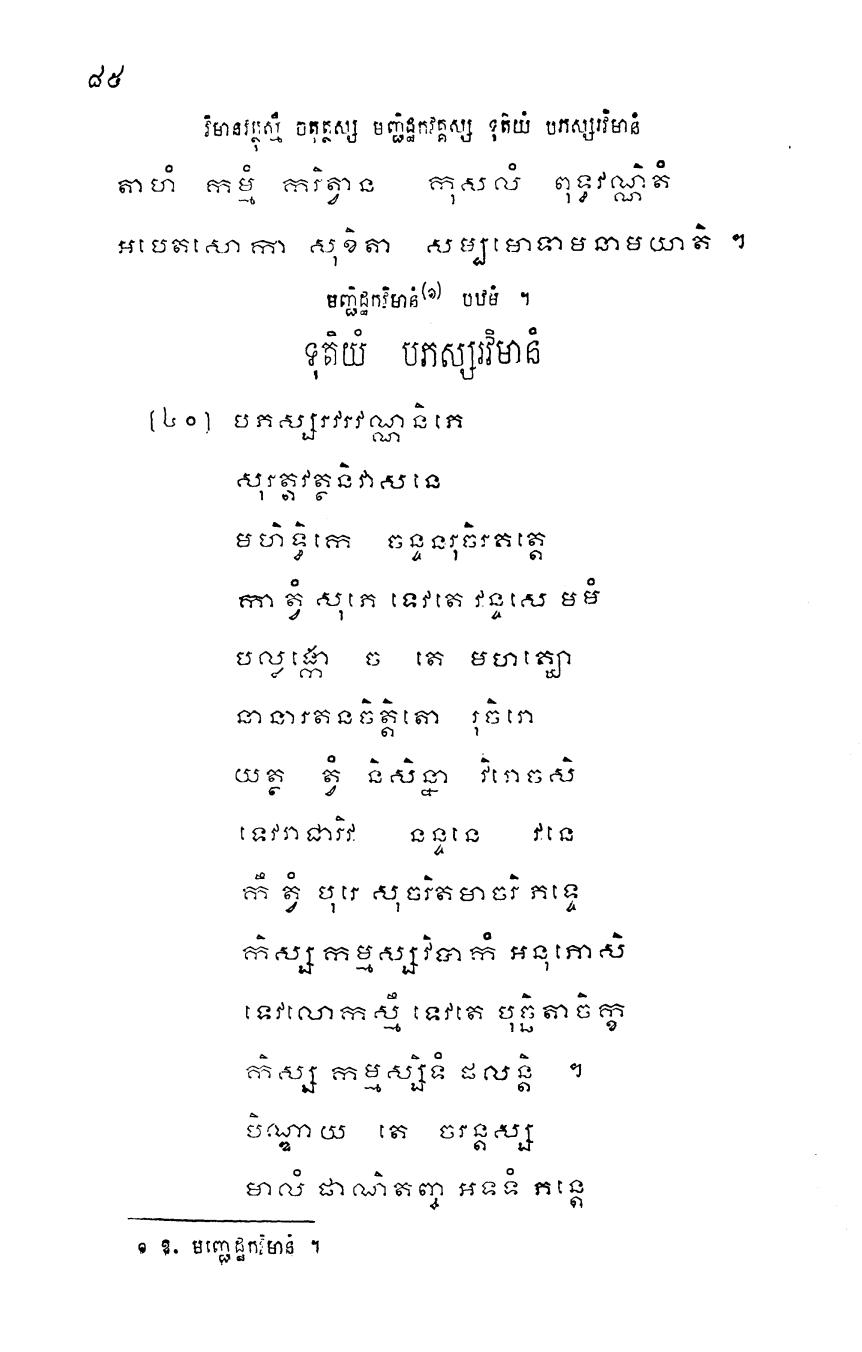 ៨៥
វិមានវត្ថុស្មឹ ចតុត្ថស្ស មញ្ជិដ្ឋកវគ្គស្ស ទុតិយំ បភស្សរវិមានំ
តាហំ កម្មំ ករិត្វាន កុសលំ ពុទ្ធវណ្ណិតំ
អបេតសោកា សុខិតា សម្បមោទាមនាមយាតិ ។
មញ្ជិដ្ឋកវិមានំ(១) បឋមំ ។
ទុតិយំ បភស្សរវិមានំ
[៤០] បភស្សរវរវណ្ណនិភេ
សុរត្តវត្ថនិវាសនេ
មហិទ្ធិកេ ចន្ទនរុចិរគត្តេ
កា ត្វំ សុភេ ទេវតេ វន្ទសេ មមំ
បល្លង្កោ ច តេ មហគ្ឃោ
នានារតនចិត្តិតោ រុចិរោ
យត្ថ ត្វំ និសិន្នា វិរោចសិ
ទេវរាជារិវ នន្ទនេ វនេ
កឹ ត្វំ បុរេ សុចរិតមាចរិ ភទ្ទេ
កិស្ស កម្មស្ស វិបាកំ អនុភោសិ
ទេវលោកស្មឹ ទេវតេ បុច្ឆិតាចិក្ខ
កិស្ស កម្មស្សិទំ ផលន្តិ ។
បិណ្ឌាយ តេ ចរន្តស្ស
មាលំ ផាណិតញ្ច អទទំ ភន្តេ
១ ឱ. មញ្ជេដ្ឋកវិមានំ ។